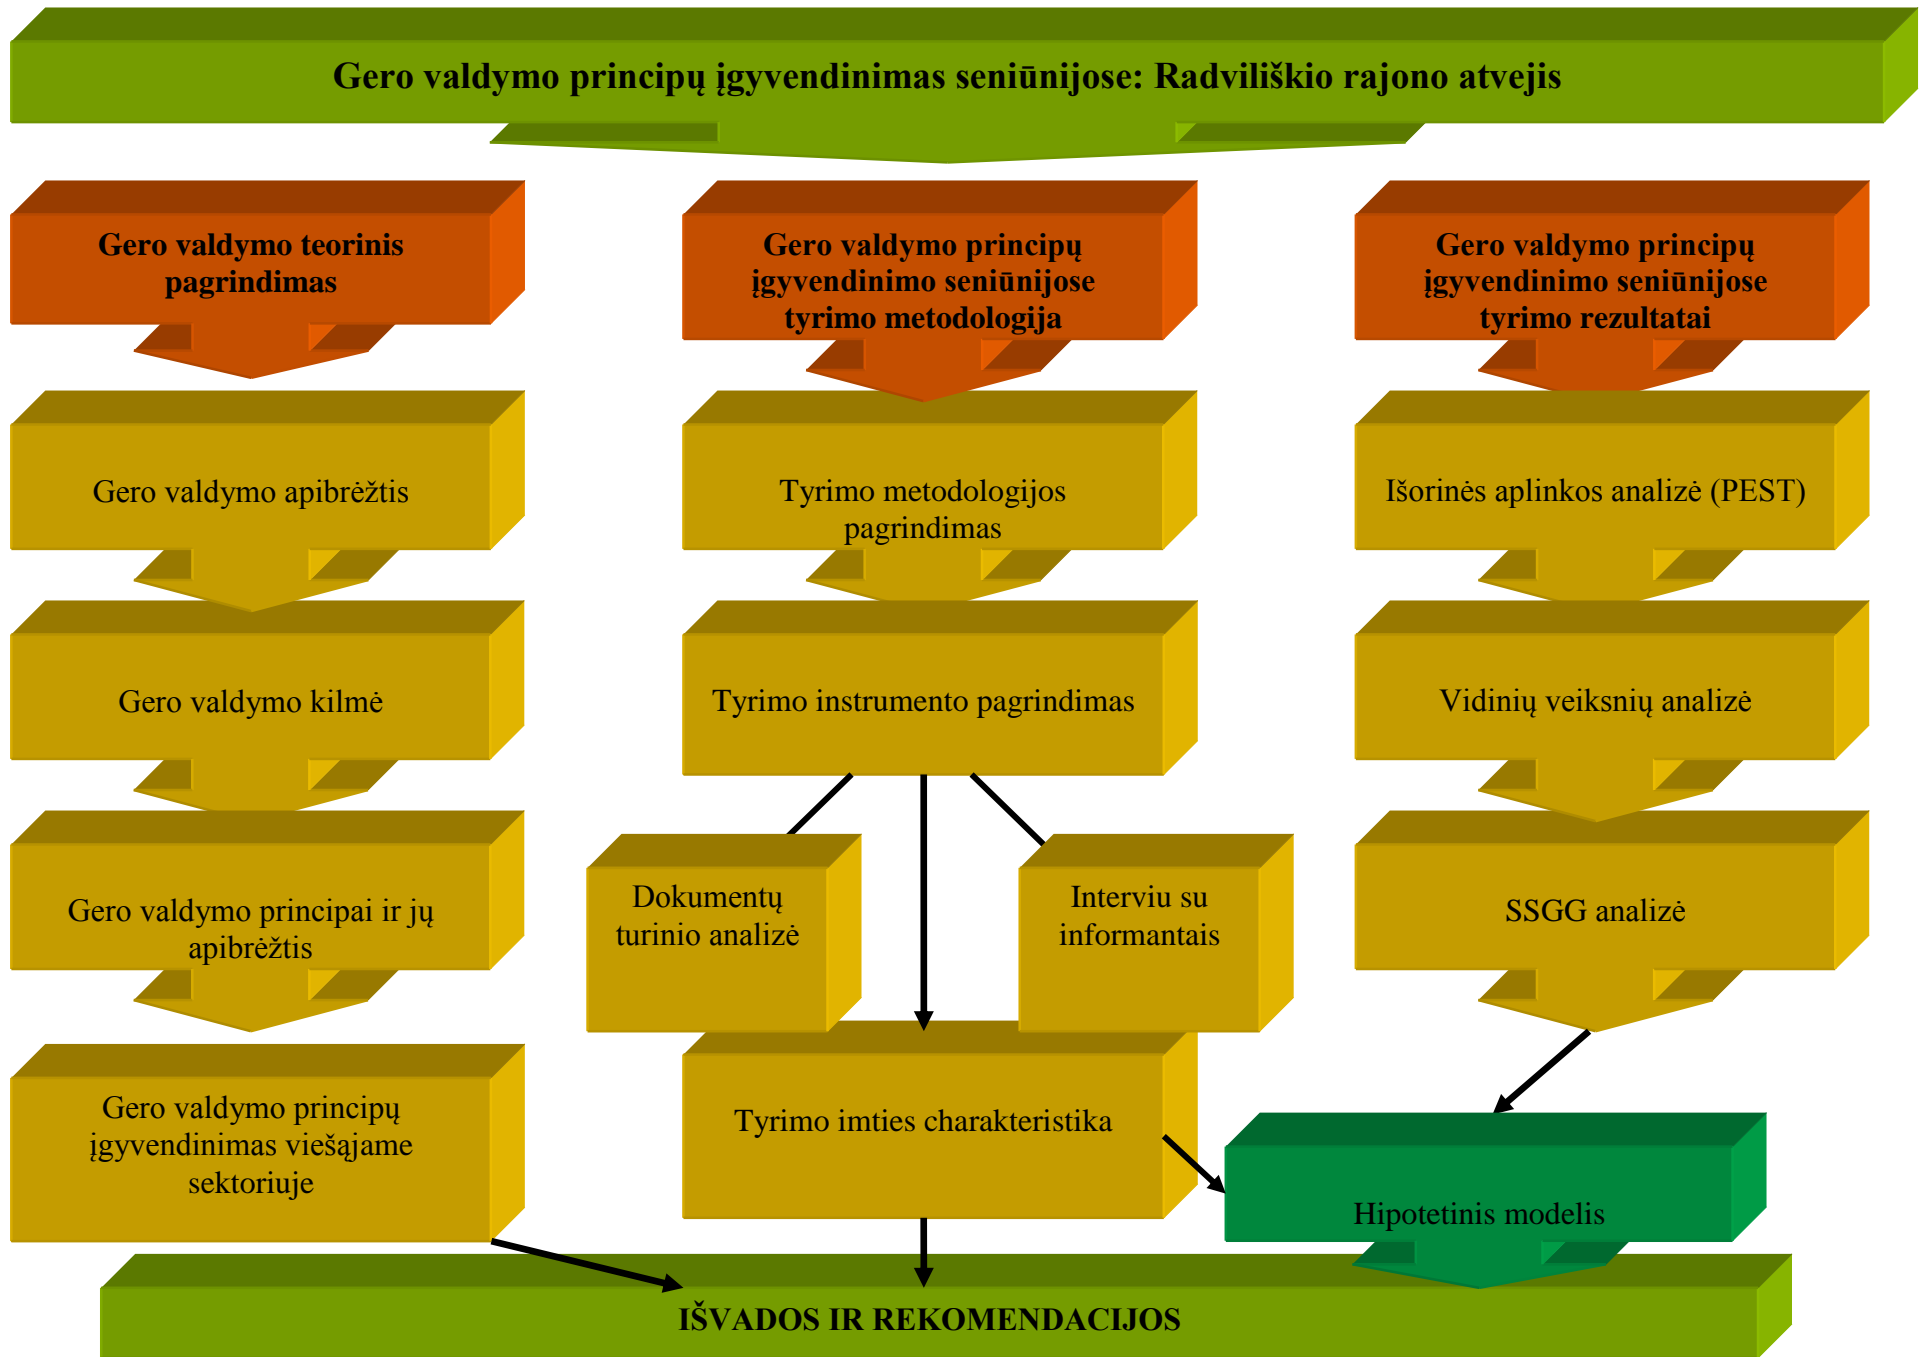 Gero valdymo principų įgyvendinimas seniūnijose: Radviliškio rajono atvejis
Gero valdymo teorinis
pagrindimas
Gero valdymo principų
įgyvendinimo seniūnijose
tyrimo metodologija
Gero valdymo principų
įgyvendinimo seniūnijose
tyrimo rezultatai
Gero valdymo apibrėžtis
Tyrimo metodologijos
pagrindimas
Išorinės aplinkos analizė (PEST)
Gero valdymo kilmė
Tyrimo instrumento pagrindimas
Vidinių veiksnių analizė
Gero valdymo principai ir jų
apibrėžtis
Dokumentų
turinio analizė
Interviu su
informantais
SSGG analizė
Gero valdymo principų
įgyvendinimas viešąjame
sektoriuje
Tyrimo imties charakteristika
Hipotetinis modelis
IŠVADOS IR REKOMENDACIJOS